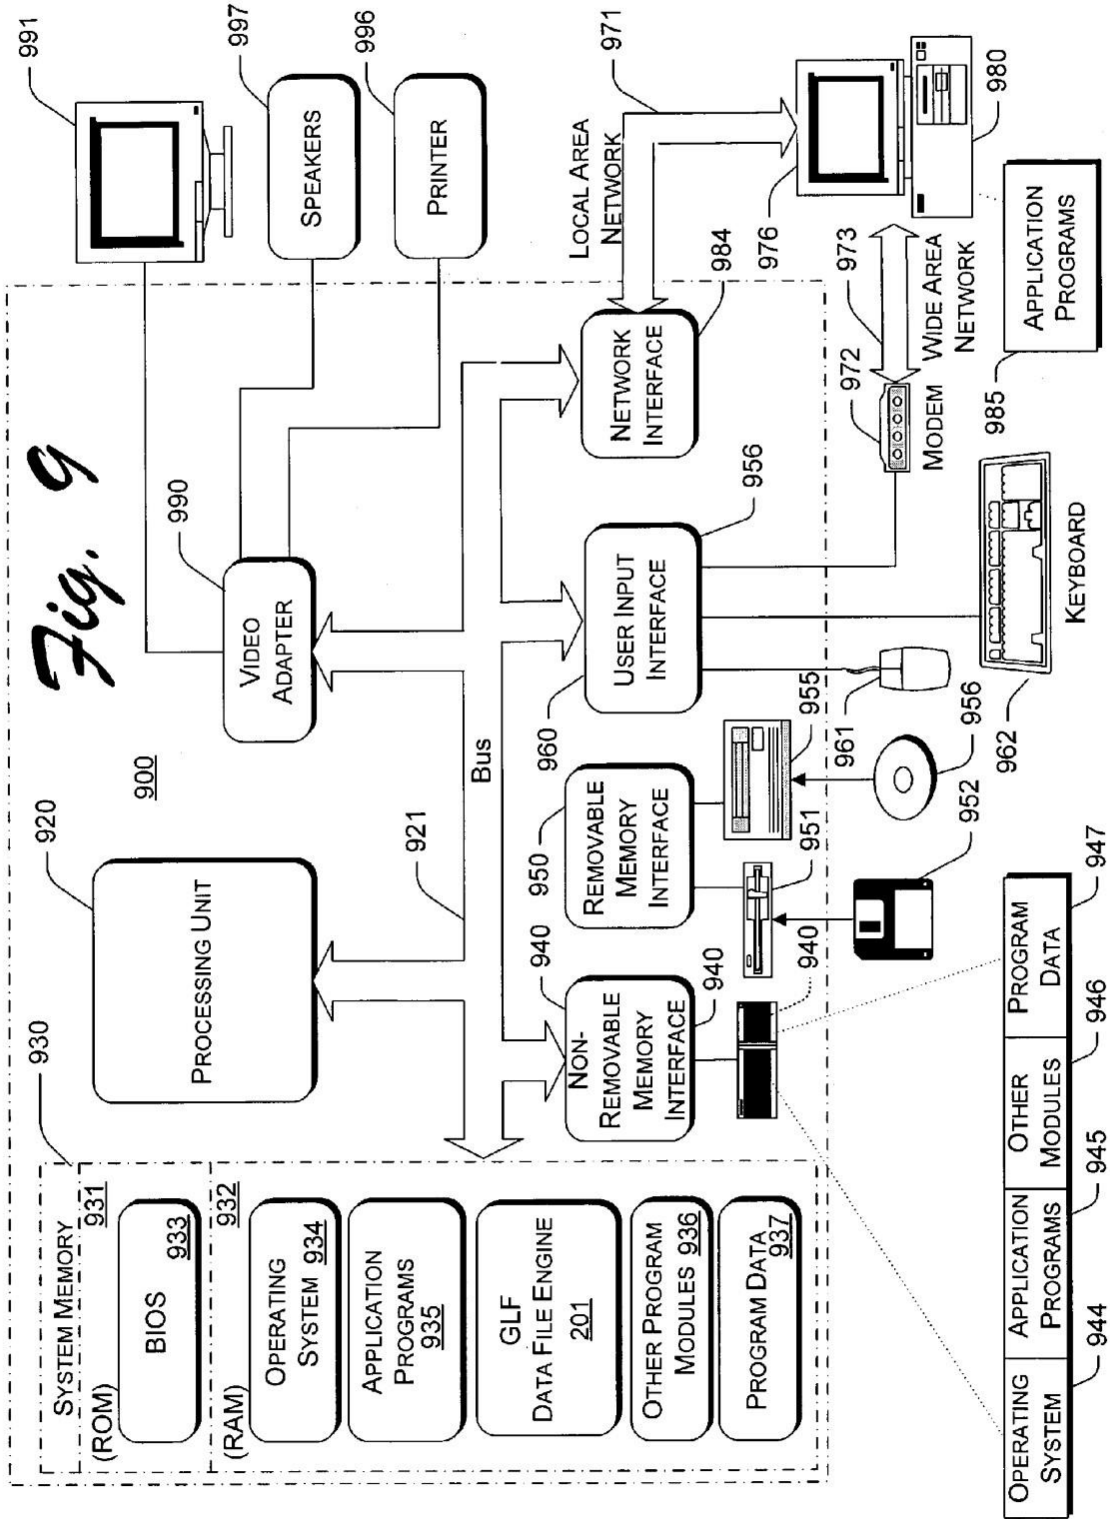 Fig. 9
SYSTEM MEMORY
930
(ROM) 931
BIOS
933
(RAM) 932
OPERATING
SYSTEM 934
APPLICATION
PROGRAMS
935
GLF
DATA FILE ENGINE
201
OTHER PROGRAM
MODULES 936
PROGRAM DATA
937
920
PROCESSING UNIT
900
990
VIDEO
ADAPTER
991
997
SPEAKERS
996
PRINTER
921
BUS
940
NON-
REMOVABLE
MEMORY
INTERFACE
940
950
REMOVABLE
MEMORY
INTERFACE
960
USER INPUT
INTERFACE
956
NETWORK
INTERFACE
984
LOCAL AREA
NETWORK
971
940
951
955
961
972
973
976
980
MODEM
WIDE AREA
NETWORK
952
956
962
KEYBOARD
985
APPLICATION
PROGRAMS
OPERATING
SYSTEM
APPLICATION
PROGRAMS
OTHER
MODULES
PROGRAM
DATA
944
945
946
947